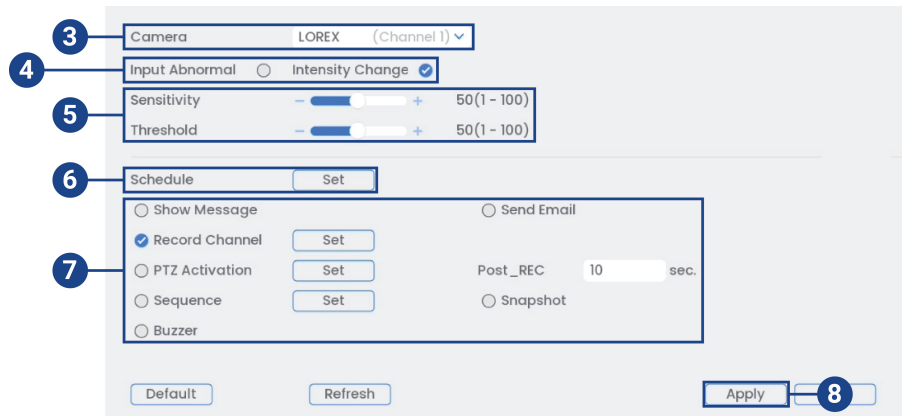 3 Camera LOREX (Channel 1)
4 Input Abnormal Intensity Change
5 Sensitivity - + 50(1 - 100)
Threshold - + 50(1 - 100)
6 Schedule Set
Show Message Send Email
Record Channel Set
7 PTZ Activation Set Post_REC 10 sec.
Sequence Set Snapshot
Buzzer
Default Refresh Apply 8